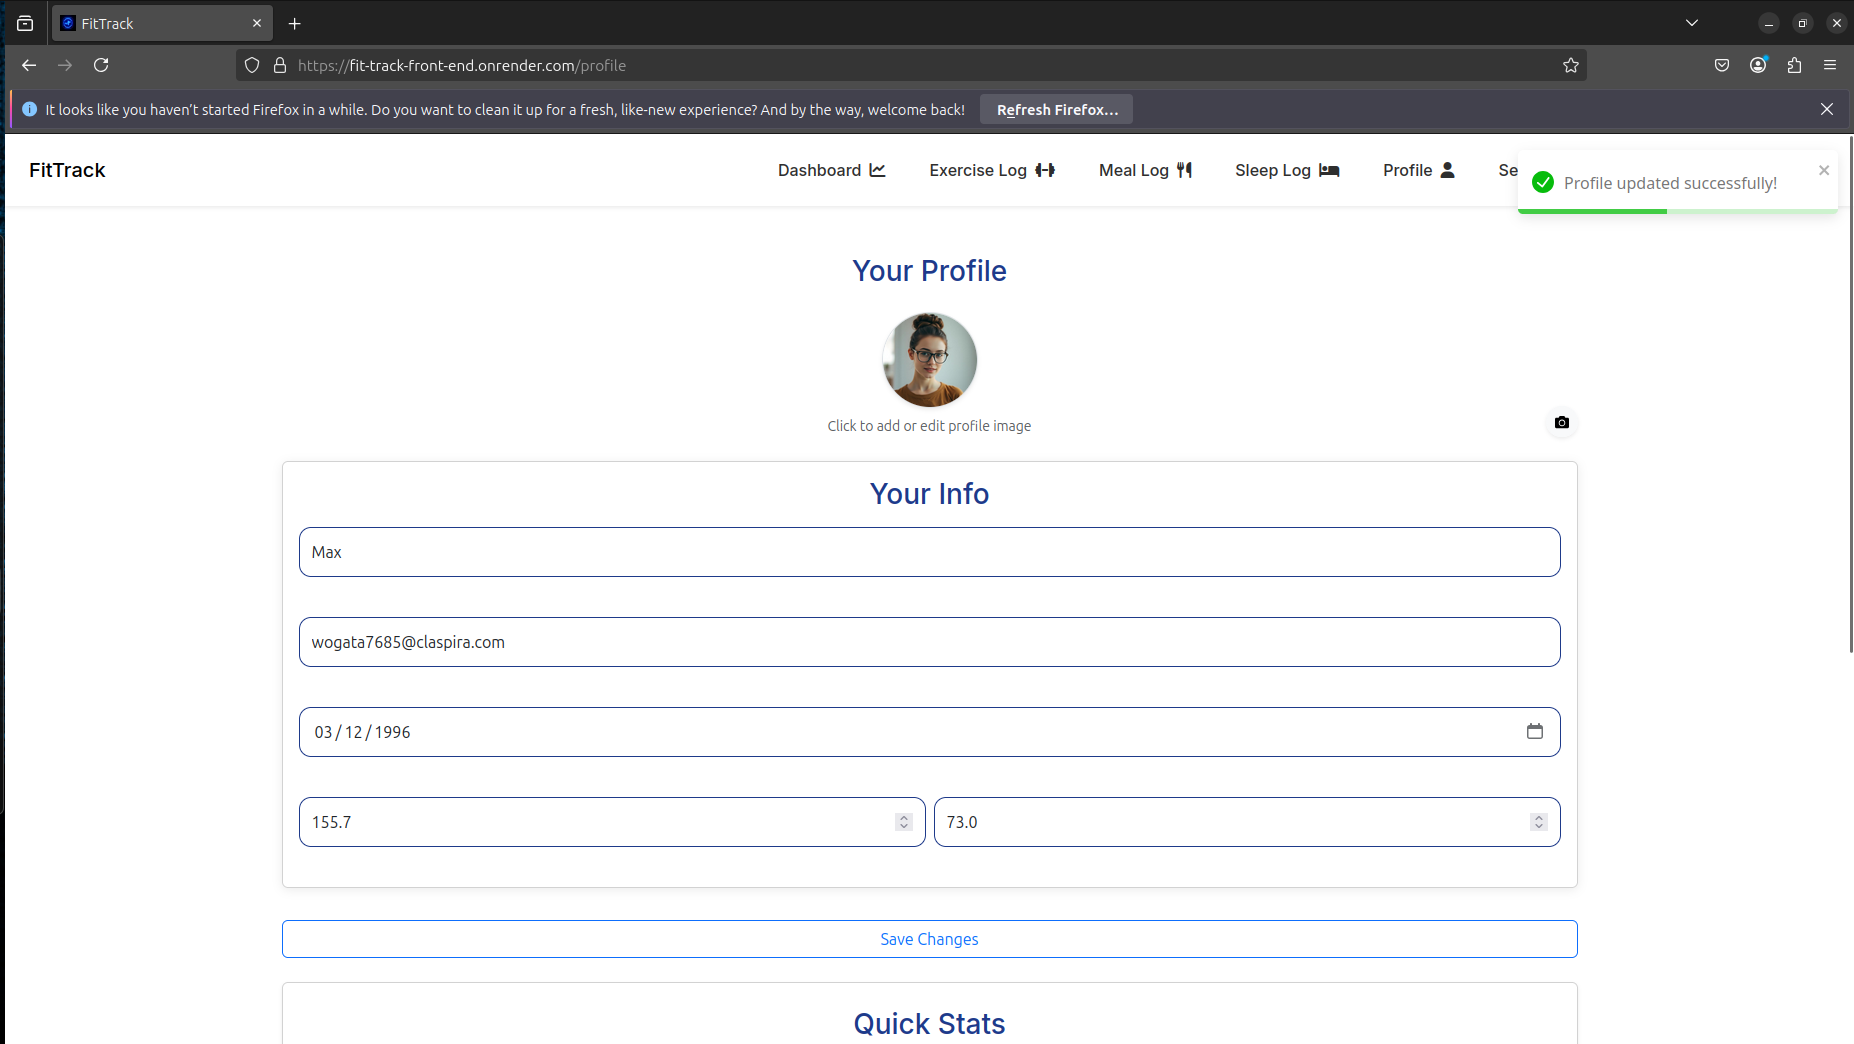 FitTrack
https://fit-track-front-end.onrender.com/profile
It looks like you haven't started Firefox in a while. Do you want to clean it up for a fresh, like-new experience? And by the way, welcome back! Refresh Firefox...
FitTrack Dashboard Exercise Log Meal Log Sleep Log Profile Se
Profile updated successfully!
Your Profile
Click to add or edit profile image
Your Info
Max
wogata7685@claspira.com
03 / 12 / 1996
155.7 73.0
Save Changes
Quick Stats